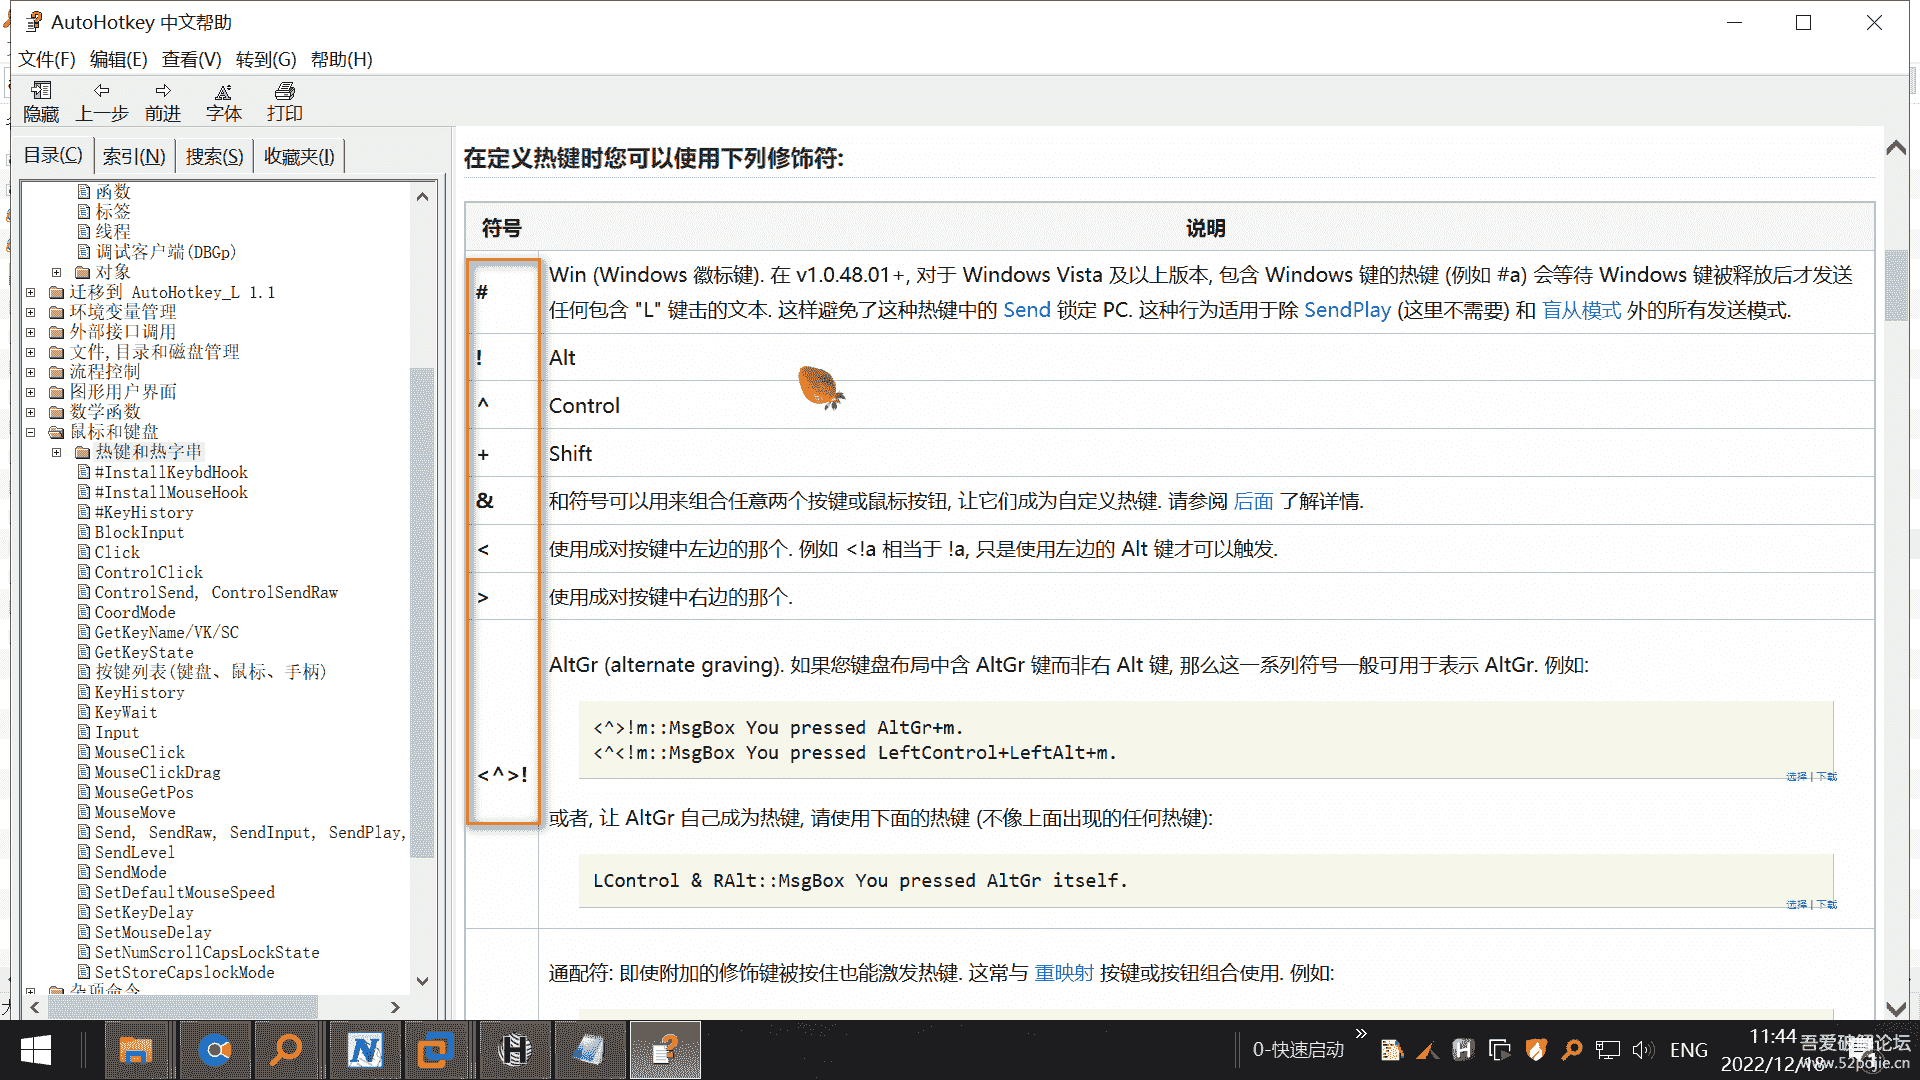 AutoHotkey 中文帮助
文件(F) 编辑(E) 查看(V) 转到(G) 帮助(H)
隐藏 上一步 前进 字体 打印
目录(C) 索引(N) 搜索(S) 收藏夹(I)
函数
标签
线程
调试客户端(DBGp)
对象
迁移到 AutoHotkey_L 1.1
环境变量管理
外部接口调用
文件,目录和磁盘管理
流程控制
图形用户界面
数学函数
鼠标和键盘
热键和热字串
#InstallKeybdHook
#InstallMouseHook
#KeyHistory
BlockInput
Click
ControlClick
ControlSend, ControlSendRaw
CoordMode
GetKeyName/VK/SC
GetKeyState
按键列表(键盘、鼠标、手柄)
KeyHistory
KeyWait
Input
MouseClick
MouseClickDrag
MouseGetPos
MouseMove
Send, SendRaw, SendInput, SendPlay,
SendLevel
SendMode
SetDefaultMouseSpeed
SetKeyDelay
SetMouseDelay
SetNumScrollCapsLockState
SetStoreCapslockMode
杂项命令
在定义热键时您可以使用下列修饰符:
符号 说明
# Win (Windows 徽标键). 在 v1.0.48.01+, 对于 Windows Vista 及以上版本, 包含 Windows 键的热键 (例如 #a) 会等待 Windows 键被释放后才发送
任何包含 "L" 键击的文本. 这样避免了这种热键中的 Send 锁定 PC. 这种行为适用于除 SendPlay (这里不需要) 和 盲从模式 外的所有发送模式.
! Alt
^ Control
+ Shift
& 和符号可以用来组合任意两个按键或鼠标按钮, 让它们成为自定义热键. 请参阅 后面 了解详情.
< 使用成对按键中左边的那个. 例如 <!a 相当于 !a, 只是使用左边的 Alt 键才可以触发.
> 使用成对按键中右边的那个.
<^>!
AltGr (alternate graving). 如果您键盘布局中含 AltGr 键而非右 Alt 键, 那么这一系列符号一般可用于表示 AltGr. 例如:
<^>!m::MsgBox You pressed AltGr+m.
<^<!m::MsgBox You pressed LeftControl+LeftAlt+m.
选择 | 下载
或者, 让 AltGr 自己成为热键, 请使用下面的热键 (不像上面出现的任何热键):
LControl & RAlt::MsgBox You pressed AltGr itself.
选择 | 下载
通配符: 即使附加的修饰键被按住也能激发热键. 这常与 重映射 按键或按钮组合使用. 例如:
0-快速启动 ENG 11:44
2022/12/18
吾爱破解论坛
www.52pojie.cn